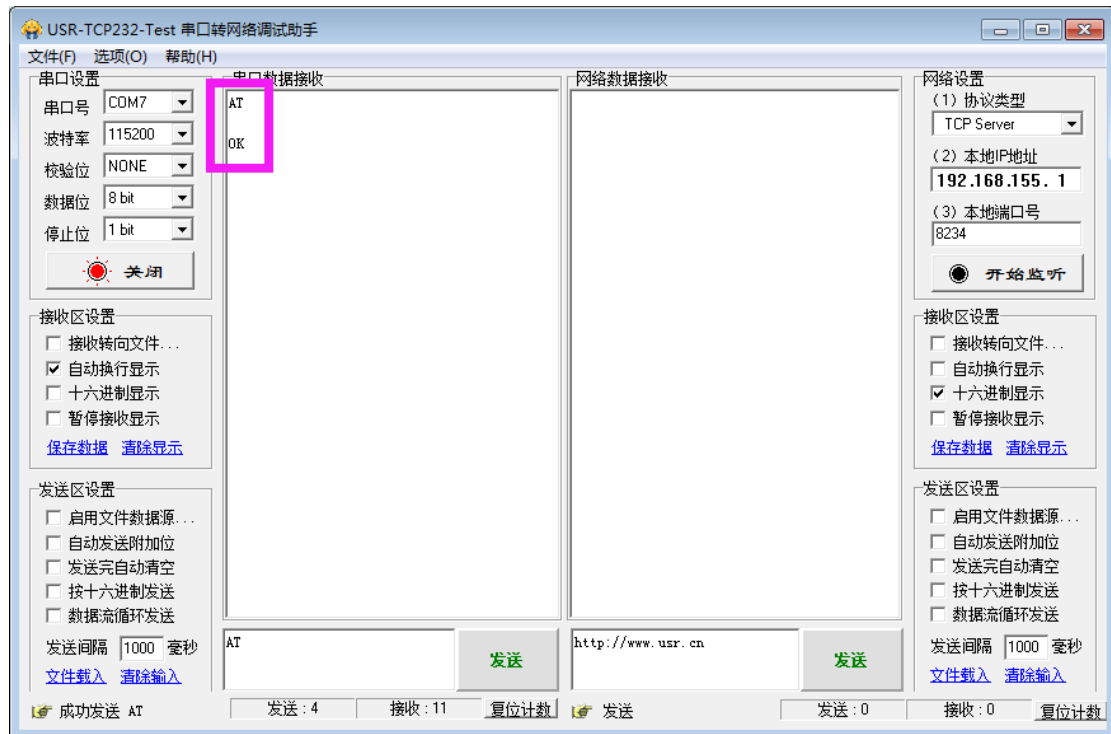 USR-TCP232-Test 串口转网络调试助手
文件(F) 选项(O) 帮助(H)
串口设置
串口号 COM7
波特率 115200
校验位 NONE
数据位 8 bit
停止位 1 bit
关闭
接收区设置
接收转向文件...
自动换行显示
十六进制显示
暂停接收显示
保存数据 清除显示
发送区设置
启用文件数据源...
自动发送附加位
发送完自动清空
按十六进制发送
数据流循环发送
发送间隔 1000 毫秒
文件载入 清除输入
串口数据接收
AT
OK
AT
发送
网络数据接收
http://www.usr.cn
发送
网络设置
(1) 协议类型
TCP Server
(2) 本地IP地址
192.168.155. 1
(3) 本地端口号
8234
开始监听
接收区设置
接收转向文件...
自动换行显示
十六进制显示
暂停接收显示
保存数据 清除显示
发送区设置
启用文件数据源...
自动发送附加位
发送完自动清空
按十六进制发送
数据流循环发送
发送间隔 1000 毫秒
文件载入 清除输入
成功发送 AT 发送:4 接收:11 复位计数 发送 发送:0 接收:0 复位计数